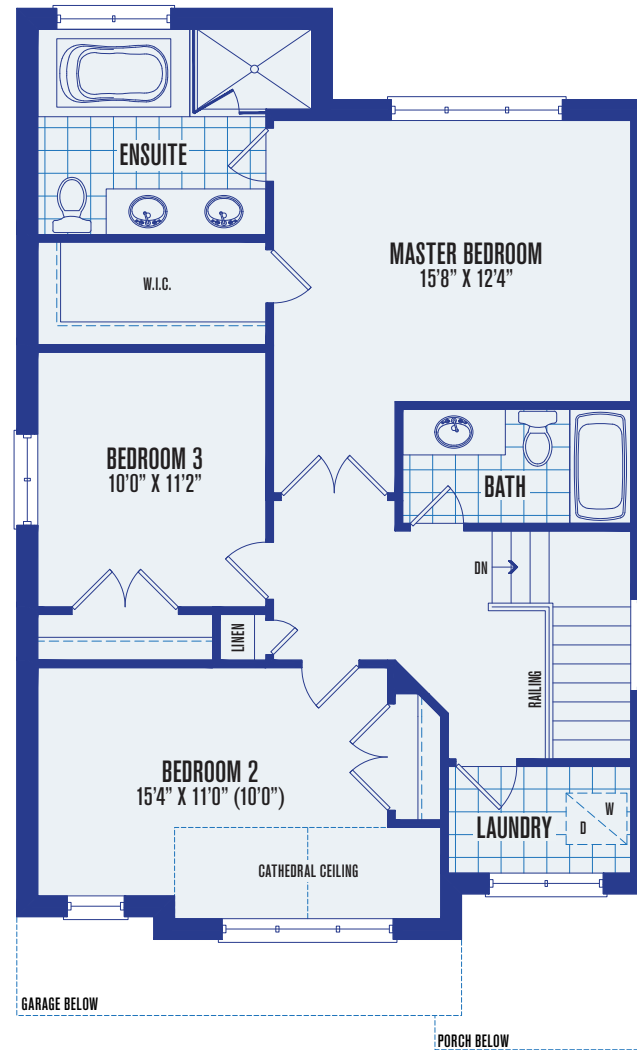 ENSUITE
MASTER BEDROOM
15'8" X 12'4"
W.I.C.
BEDROOM 3
10'0" X 11'2"
BATH
DN
LINEN
RAILING
BEDROOM 2
15'4" X 11'0" (10'0")
W
D
LAUNDRY
CATHEDRAL CEILING
GARAGE BELOW
PORCH BELOW